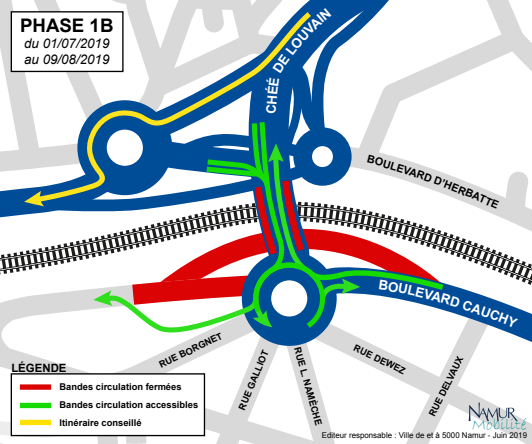 PHASE 1B
du 01/07/2019
au 09/08/2019
CHÉÉ DE LOUVAIN
BOULEVARD D'HERBATTE
BOULEVARD CAUCHY
RUE BORGNET
RUE GALLIOT
RUE L. NAMÈCHE
RUE DEWEZ
RUE DELVAUX
LÉGENDE
Bandes circulation fermées
Bandes circulation accessibles
Itinéraire conseillé
NAMUR
Mobilité
Editeur responsable : Ville de et à 5000 Namur - Juin 2019